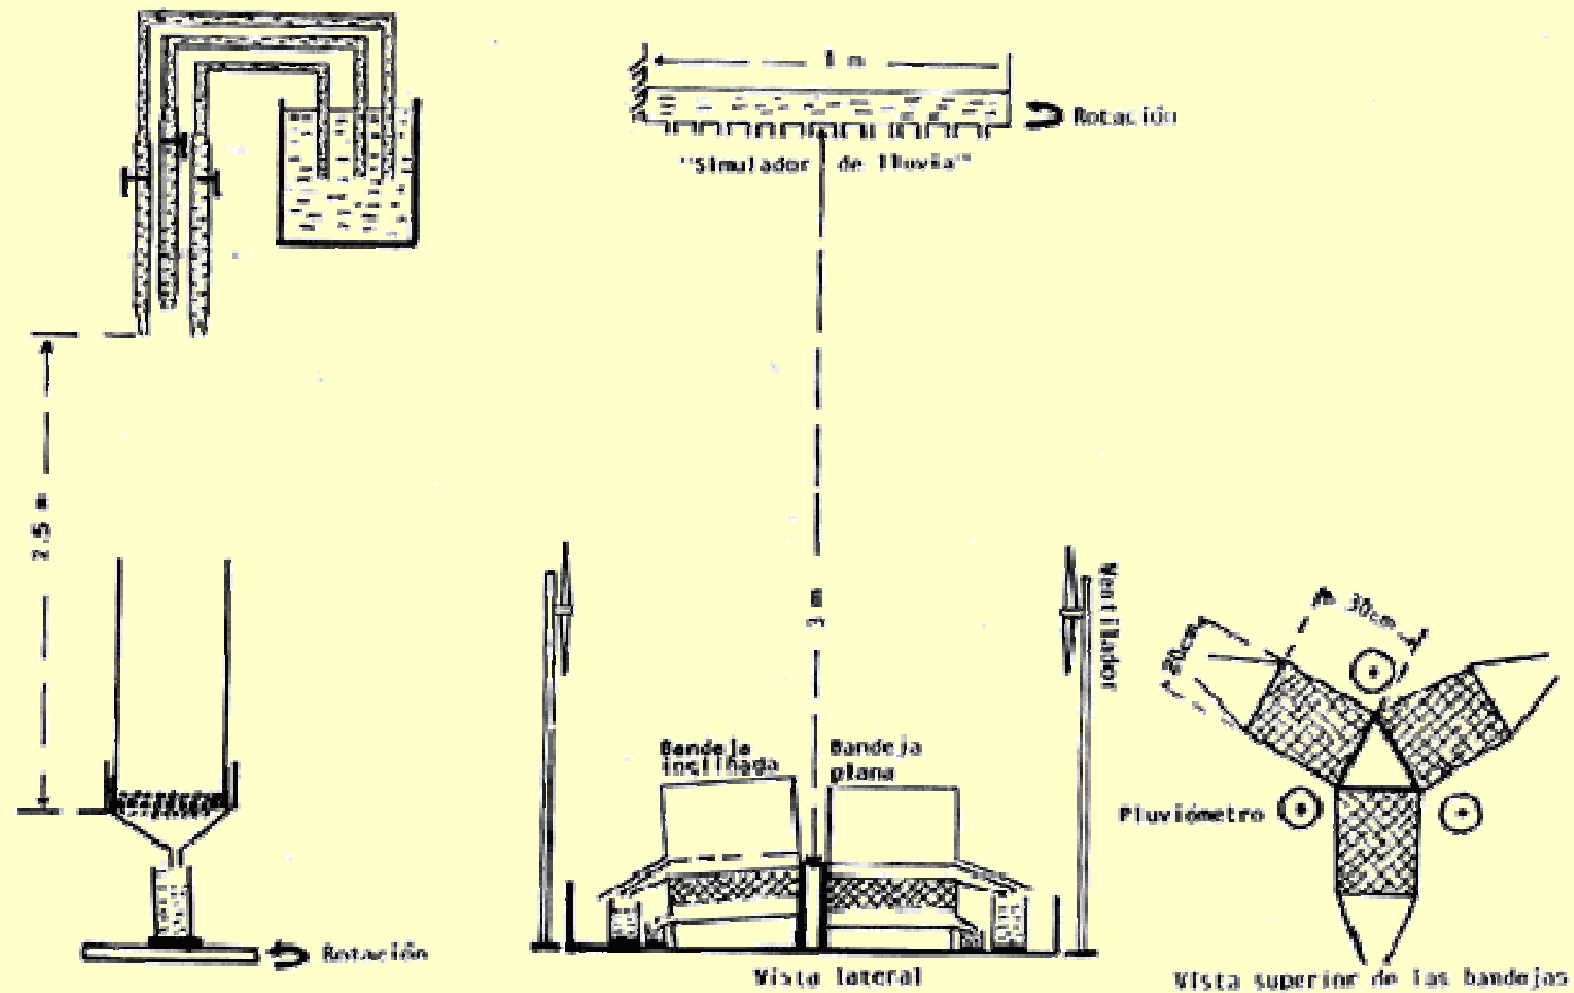 2.5 m
Rotación
1 m
Rotación
"Simulador de lluvia"
3 m
Ventilador
Bandeja
inclinada
Bandeja
plana
Vista lateral
30cm
20cm
Pluviómetro
Vista superior de las bandejas